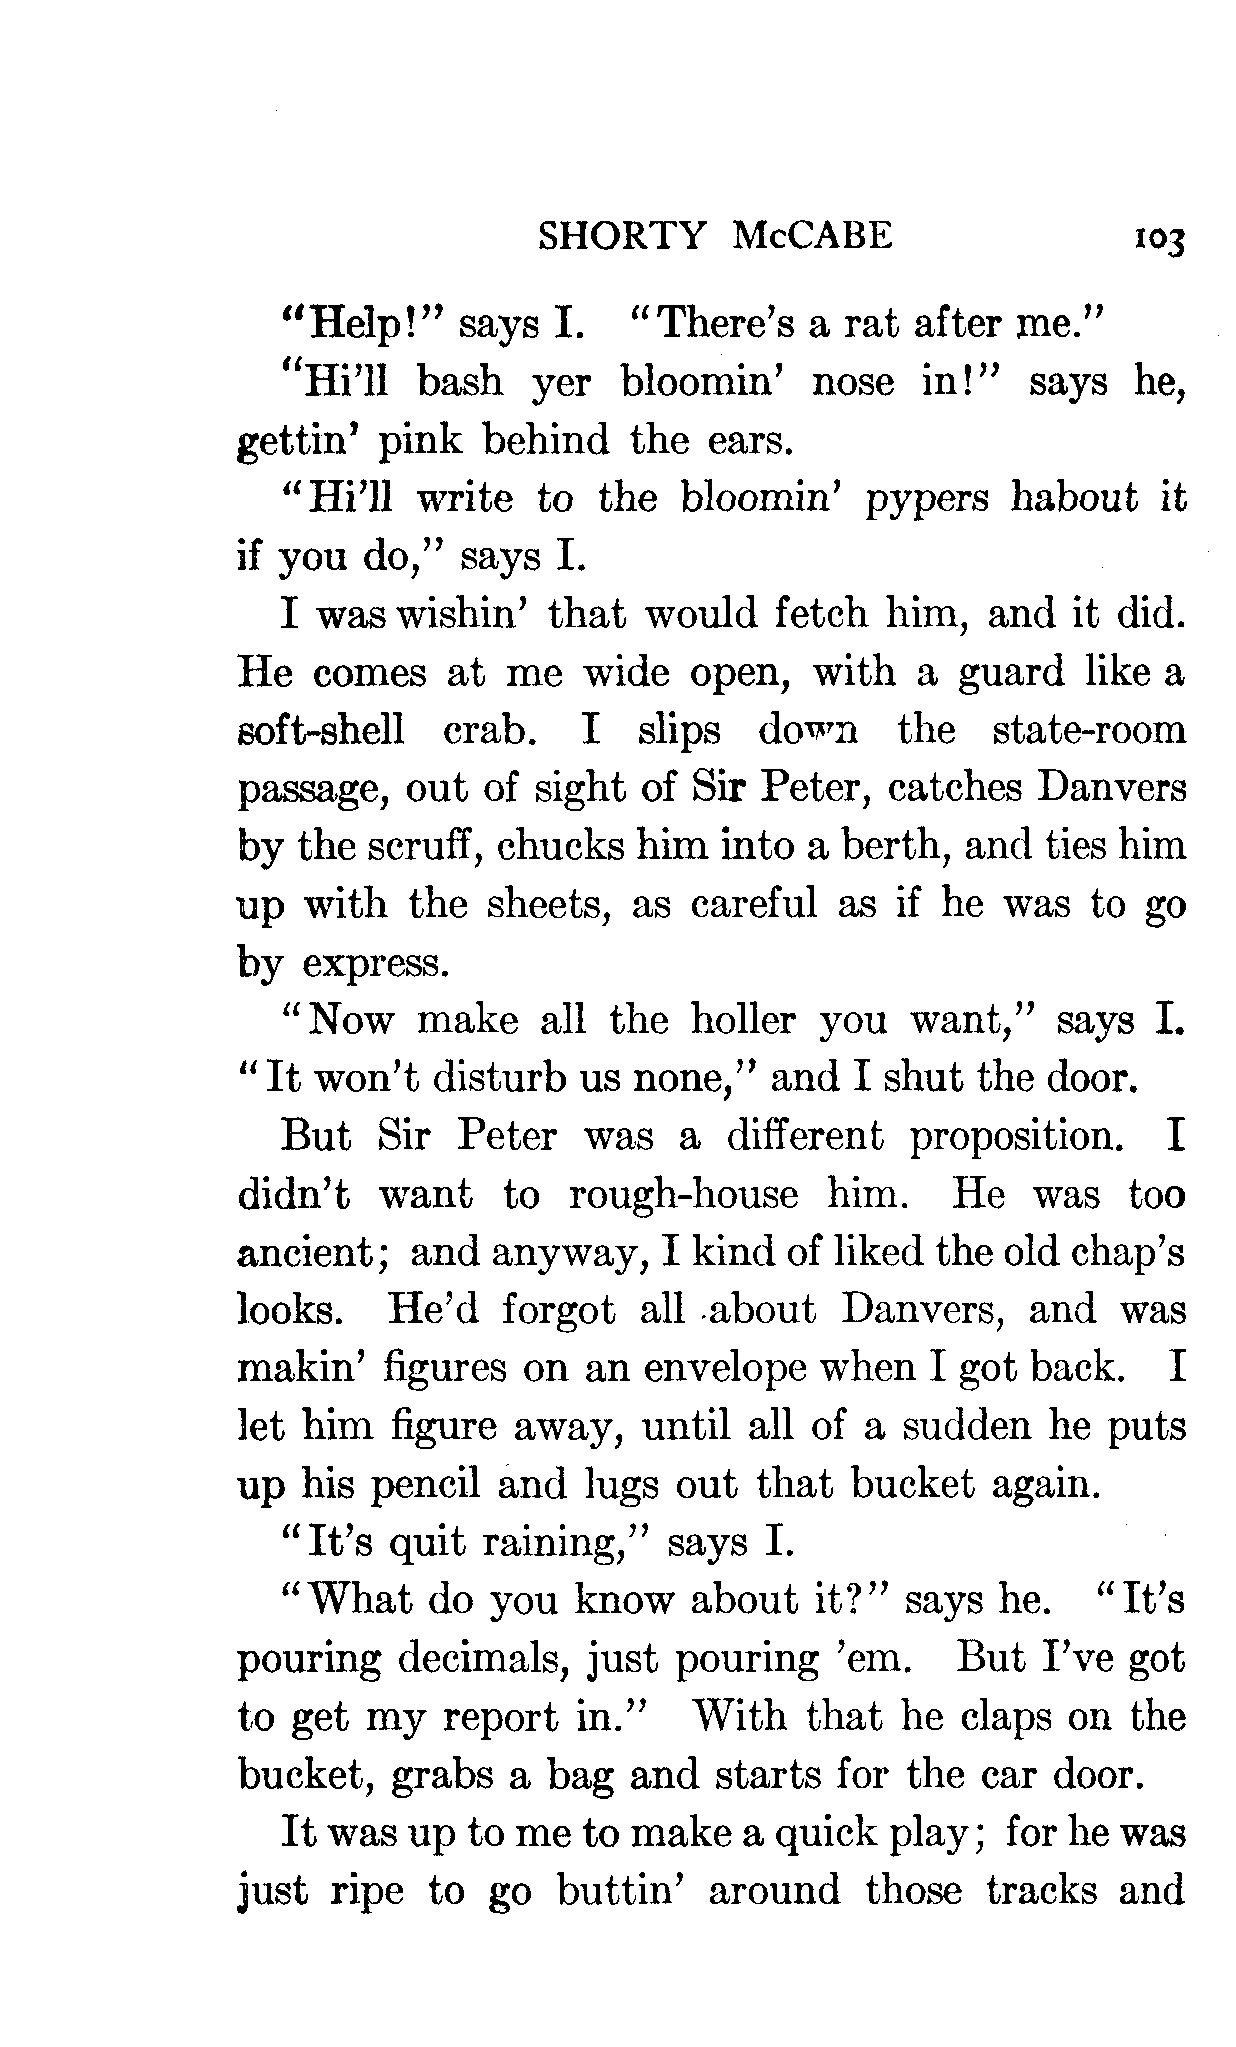 SHORTY McCABE 103
"Help!" says I. "There's a rat after me."
"Hi'll bash yer bloomin' nose in!" says he,
gettin' pink behind the ears.
"Hi'll write to the bloomin' pypers habout it
if you do," says I.
I was wishin' that would fetch him, and it did.
He comes at me wide open, with a guard like a
soft-shell crab. I slips down the state-room
passage, out of sight of Sir Peter, catches Danvers
by the scruff, chucks him into a berth, and ties him
up with the sheets, as careful as if he was to go
by express.
"Now make all the holler you want," says I.
"It won't disturb us none," and I shut the door.
But Sir Peter was a different proposition. I
didn't want to rough-house him. He was too
ancient; and anyway, I kind of liked the old chap's
looks. He'd forgot all about Danvers, and was
makin' figures on an envelope when I got back. I
let him figure away, until all of a sudden he puts
up his pencil and lugs out that bucket again.
"It's quit raining," says I.
"What do you know about it?" says he. "It's
pouring decimals, just pouring 'em. But I've got
to get my report in." With that he claps on the
bucket, grabs a bag and starts for the car door.
It was up to me to make a quick play; for he was
just ripe to go buttin' around those tracks and